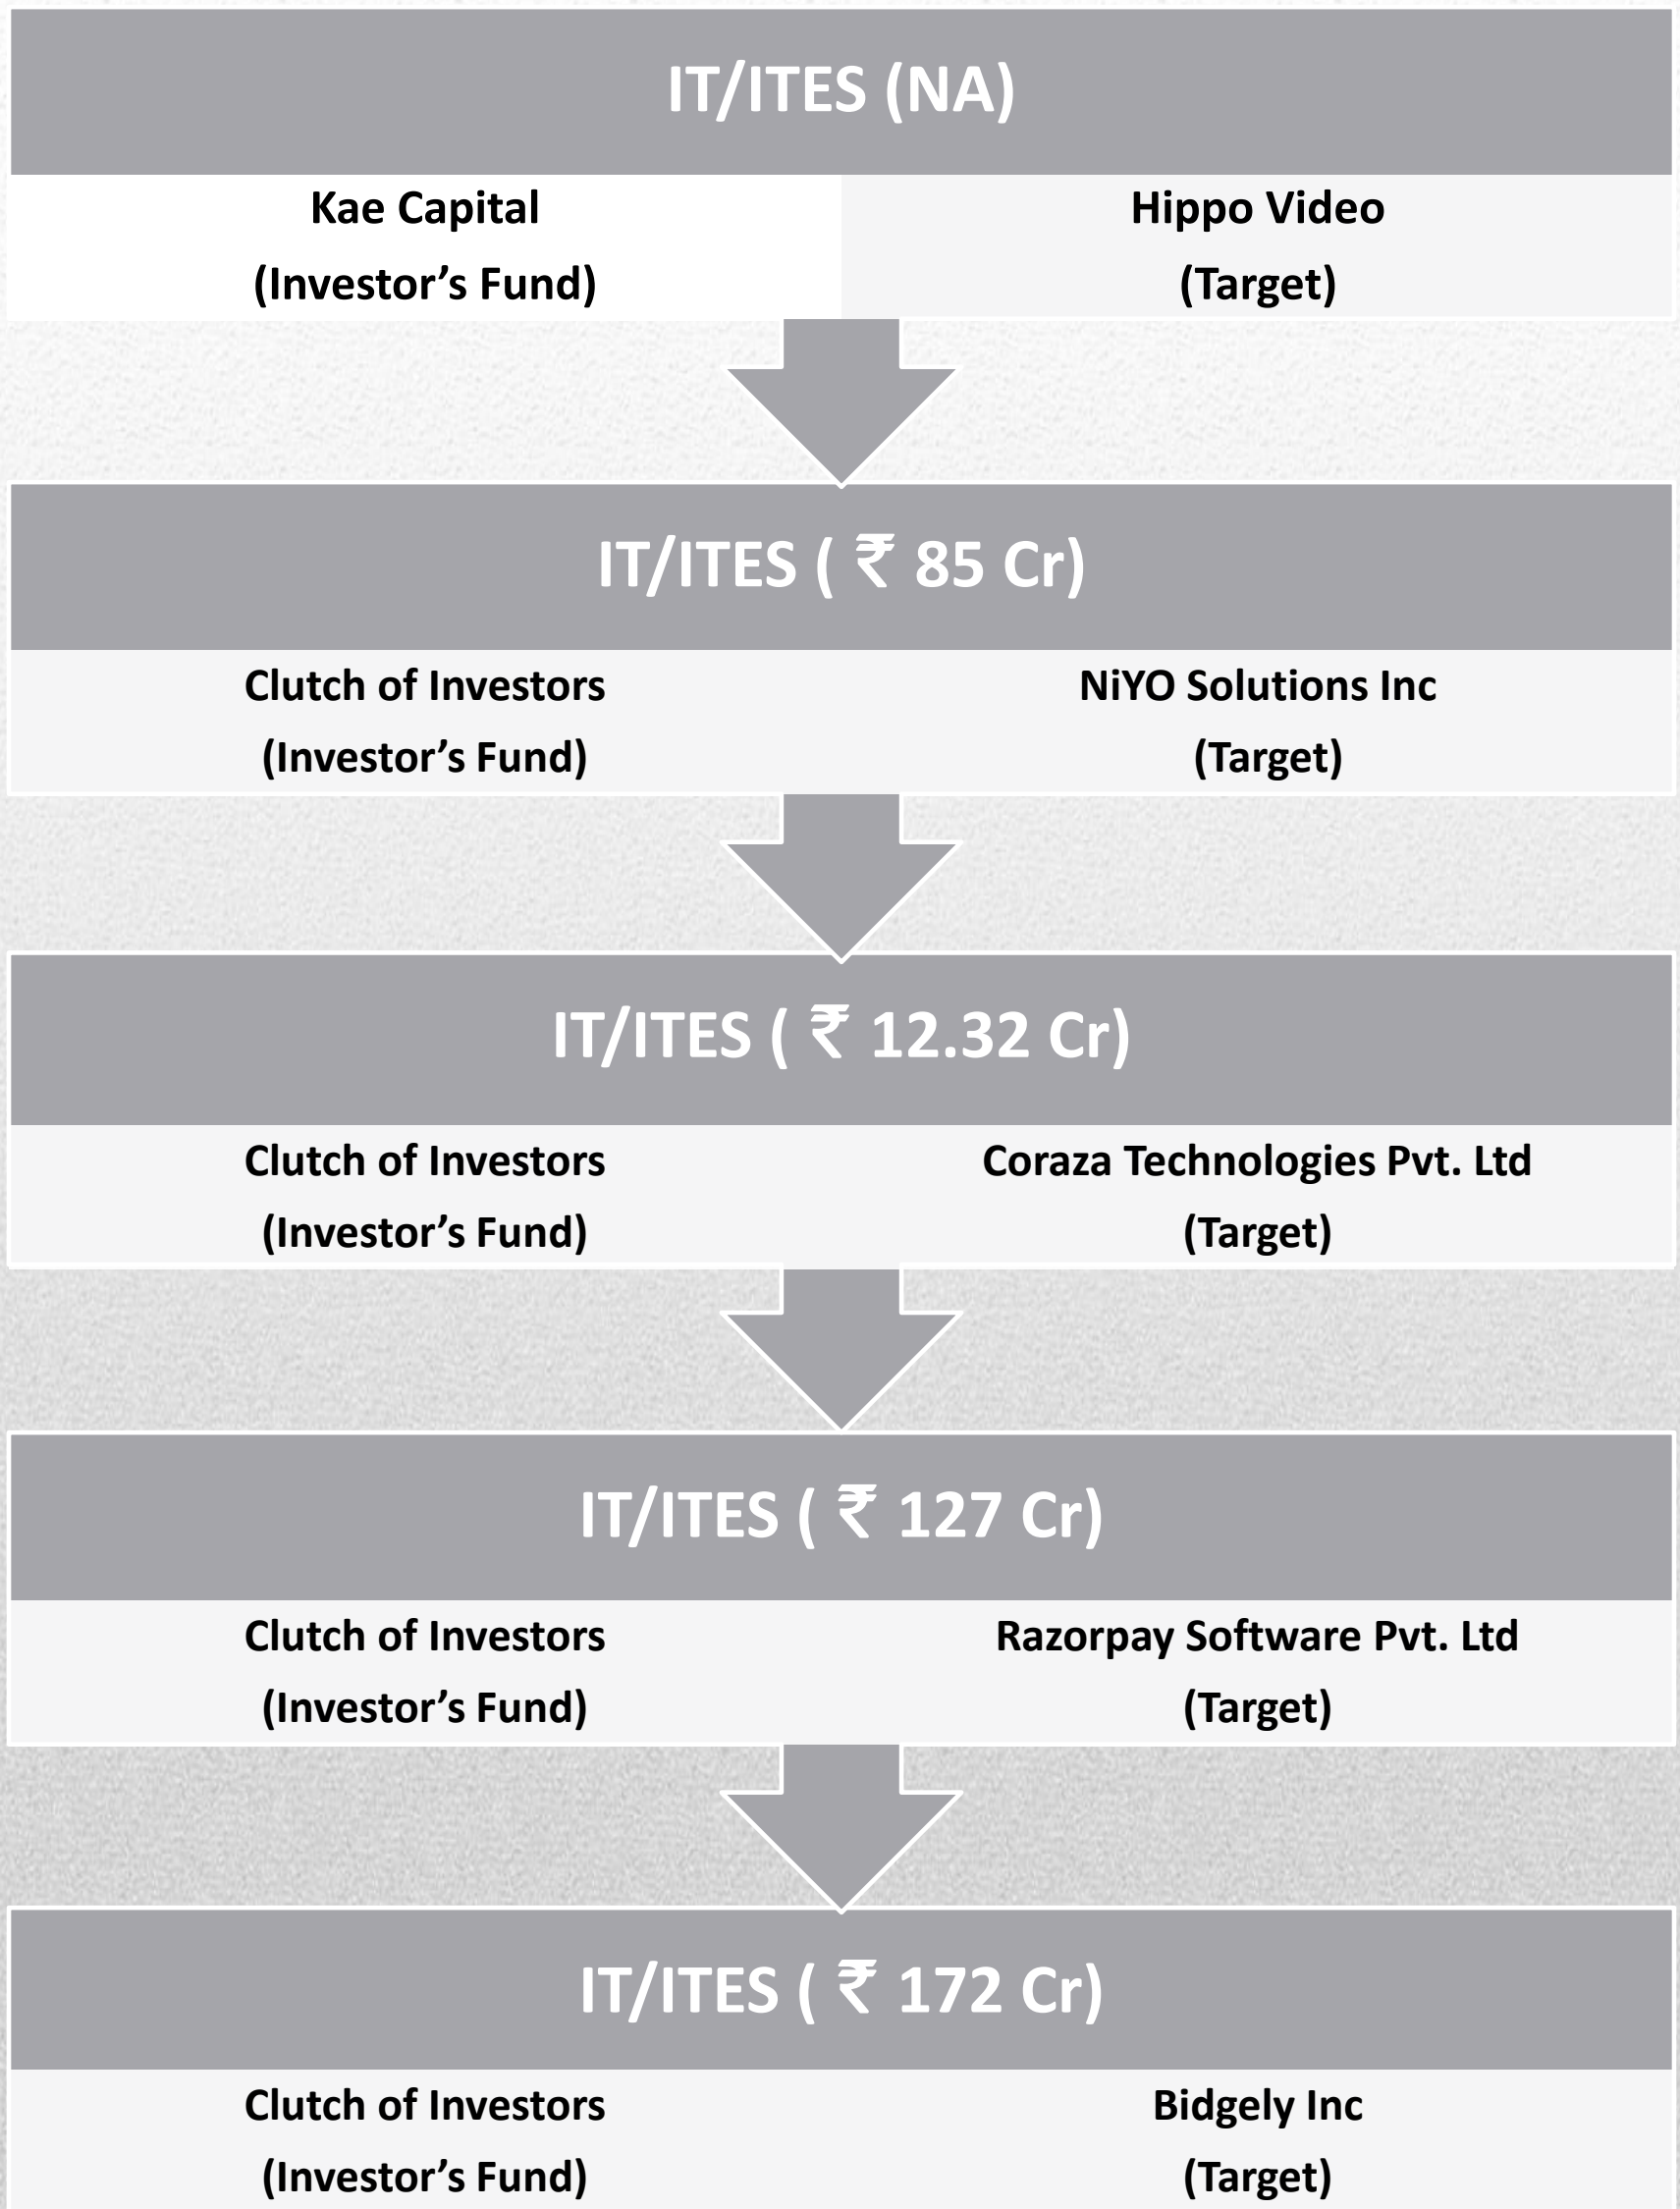 IT/ITES (NA)
Kae Capital
(Investor’s Fund)
Hippo Video
(Target)
IT/ITES ( ₹ 85 Cr)
Clutch of Investors
(Investor’s Fund)
NiYO Solutions Inc
(Target)
IT/ITES ( ₹ 12.32 Cr)
Clutch of Investors
(Investor’s Fund)
Coraza Technologies Pvt. Ltd
(Target)
IT/ITES ( ₹ 127 Cr)
Clutch of Investors
(Investor’s Fund)
Razorpay Software Pvt. Ltd
(Target)
IT/ITES ( ₹ 172 Cr)
Clutch of Investors
(Investor’s Fund)
Bidgely Inc
(Target)